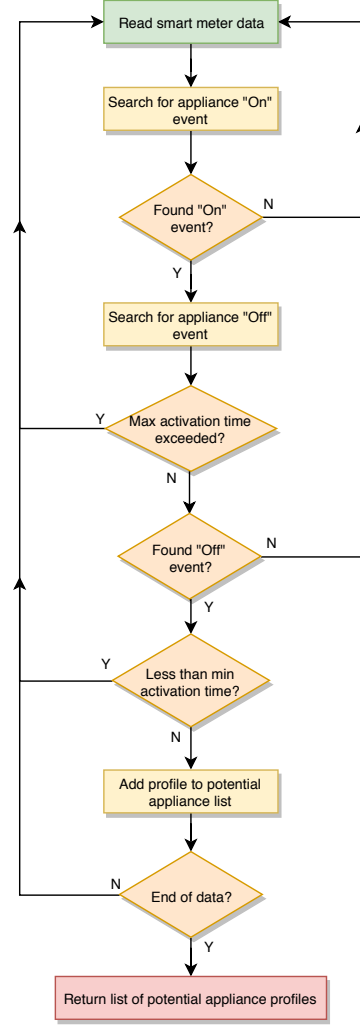 Read smart meter data
Search for appliance "On"
event
Found "On"
event?
N
Y
Search for appliance "Off"
event
Max activation time
exceeded?
Y
N
Found "Off"
event?
N
Y
Less than min
activation time?
Y
N
Add profile to potential
appliance list
End of data?
N
Y
Return list of potential appliance profiles